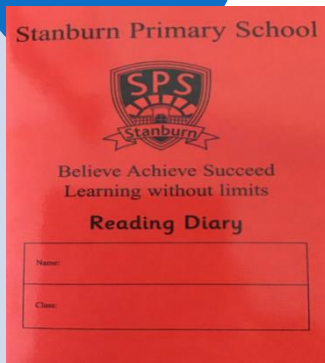 Stanburn Primary School
SPS
Stanburn
Believe Achieve Succeed
Learning without limits
Reading Diary
Name:
Class: